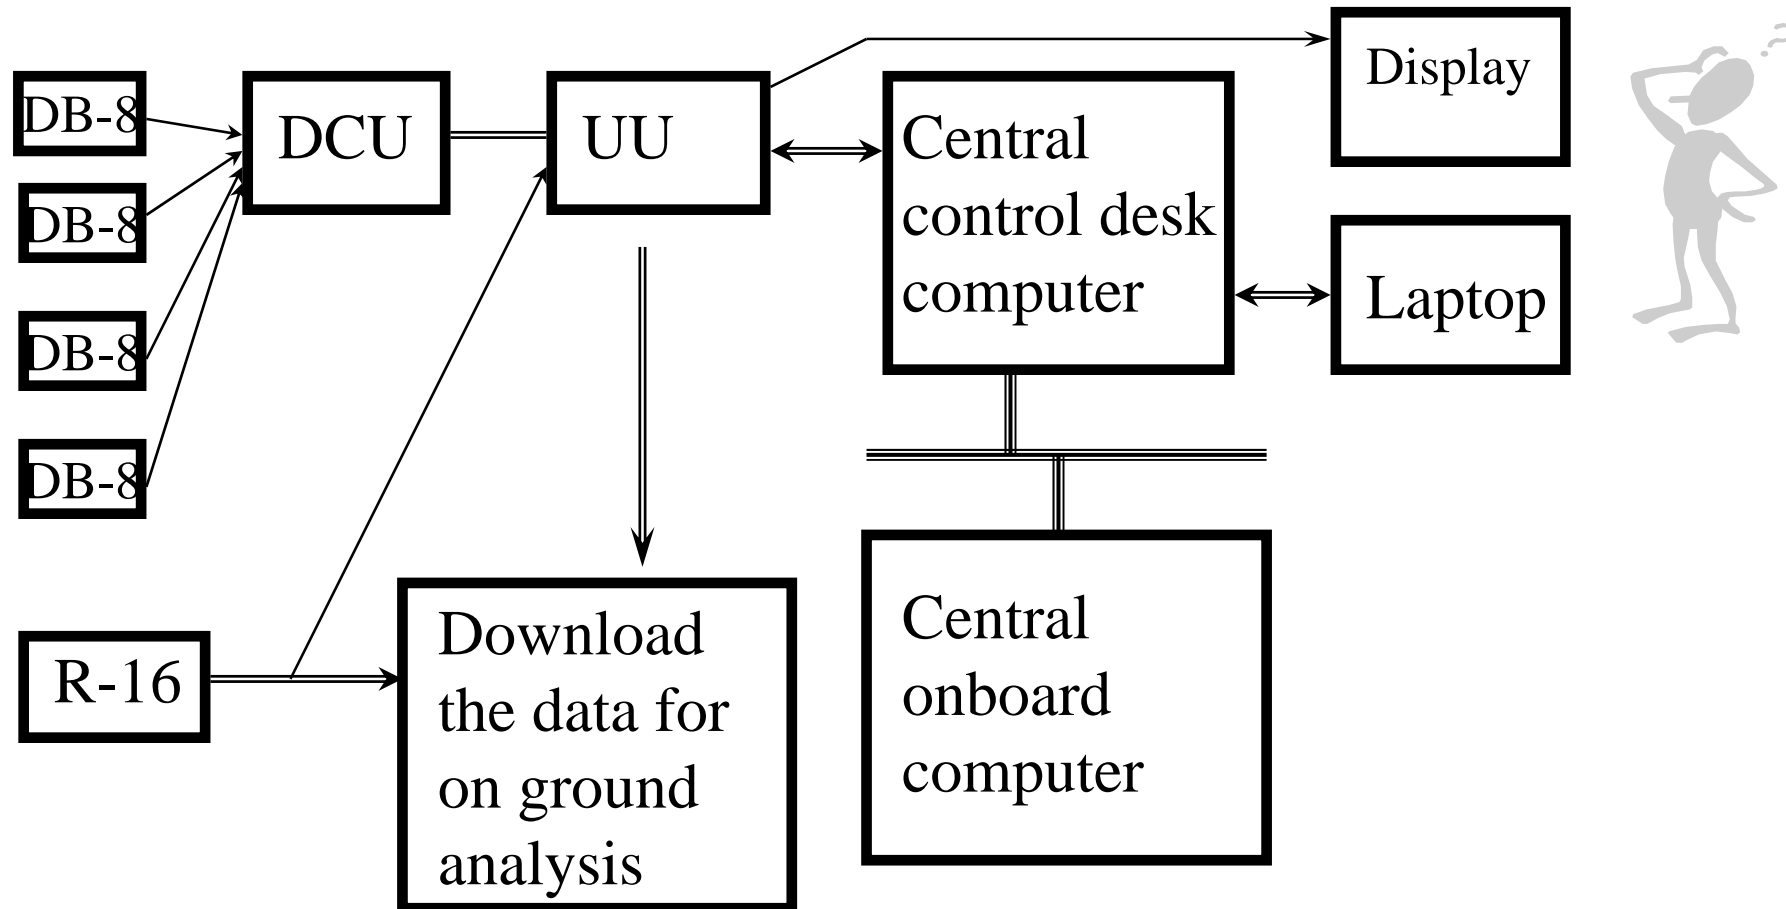 Display
DB-8
DCU
UU
Central
control desk
computer
DB-8
DB-8
DB-8
Laptop
R-16
Download
the data for
on ground
analysis
Central
onboard
computer